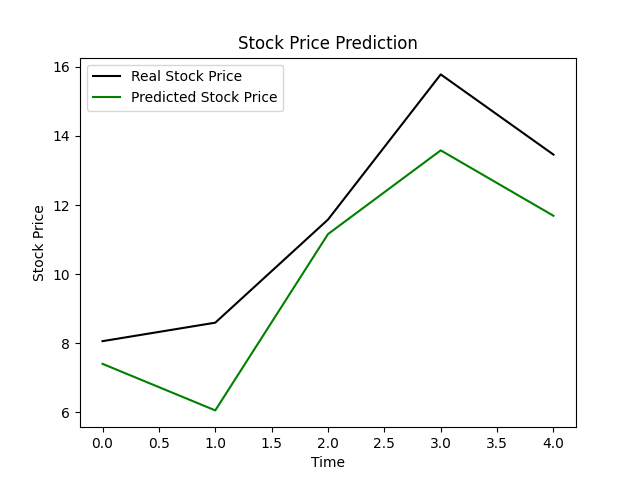 Stock Price Prediction
Real Stock Price
Predicted Stock Price
Stock Price
16
14
12
10
8
6
0.0 0.5 1.0 1.5 2.0 2.5 3.0 3.5 4.0
Time